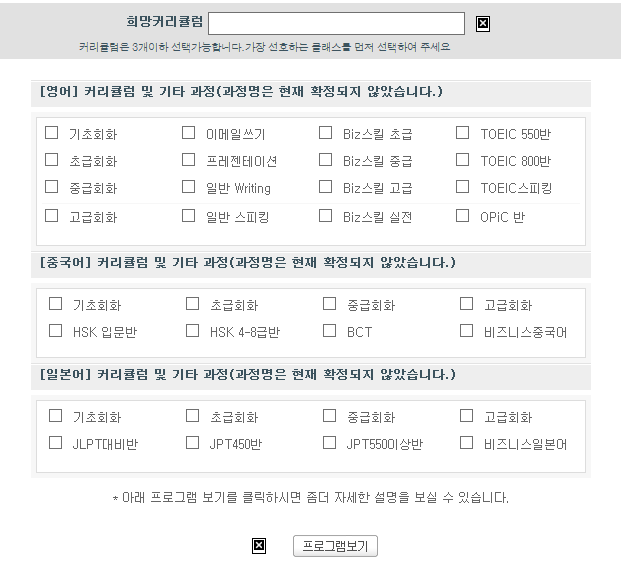 희망커리큘럼
커리큘럼은 3개이하 선택가능합니다.가장 선호하는 클래스를 먼저 선택하여 주세요
[영어] 커리큘럼 및 기타 과정(과정명은 현재 확정되지 않았습니다.)
기초회화 이메일쓰기 Biz스킬 초급 TOEIC 550반
초급회화 프레젠테이션 Biz스킬 중급 TOEIC 800반
중급회화 일반 Writing Biz스킬 고급 TOEIC스피킹
고급회화 일반 스피킹 Biz스킬 실전 OPiC 반
[중국어] 커리큘럼 및 기타 과정(과정명은 현재 확정되지 않았습니다.)
기초회화 초급회화 중급회화 고급회화
HSK 입문반 HSK 4-8급반 BCT 비즈니스중국어
[일본어] 커리큘럼 및 기타 과정(과정명은 현재 확정되지 않았습니다.)
기초회화 초급회화 중급회화 고급회화
JLPT대비반 JPT450반 JPT550이상반 비즈니스일본어
* 아래 프로그램 보기를 클릭하시면 좀더 자세한 설명을 보실 수 있습니다.
프로그램보기